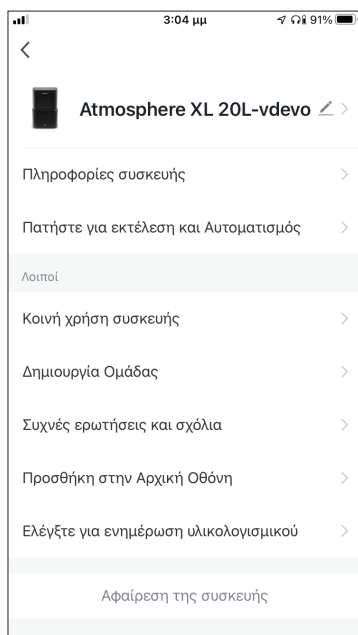 3:04 μμ
91%
Atmosphere XL 20L-vdevo
Πληροφορίες συσκευής
Πατήστε για εκτέλεση και Αυτοματισμός
Λοιποί
Κοινή χρήση συσκευής
Δημιουργία Ομάδας
Συχνές ερωτήσεις και σχόλια
Προσθήκη στην Αρχική Οθόνη
Ελέγξτε για ενημέρωση υλικολογισμικού
Αφαίρεση της συσκευής